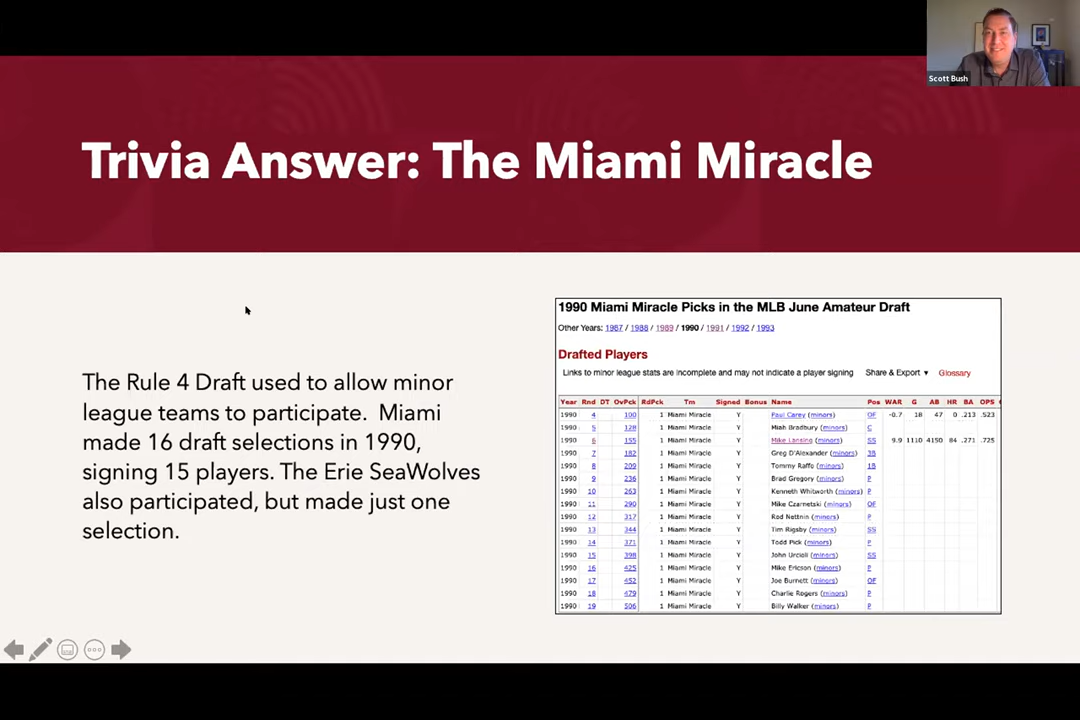 Scott Bush
Trivia Answer: The Miami Miracle
The Rule 4 Draft used to allow minor
league teams to participate. Miami
made 16 draft selections in 1990,
signing 15 players. The Erie SeaWolves
also participated, but made just one
selection.
1990 Miami Miracle Picks in the MLB June Amateur Draft
Other Years: 1987 / 1988 / 1989 / 1990 / 1991 / 1992 / 1993
Drafted Players
Links to minor league stats are incomplete and may not indicate a player signing Share & Export ▼ Glossary
Year Rnd DT OvPck RdPck Tm Signed Bonus Name Pos WAR G AB HR BA OPS
1990 4 100 1 Miami Miracle Y Paul Carey (minors) OF -0.7 18 47 0 .213 .523
1990 5 128 1 Miami Miracle Y Miah Bradbury (minors) C
1990 6 155 1 Miami Miracle Y Mike Lansing (minors) SS 9.9 1110 4150 84 .271 .725
1990 7 182 1 Miami Miracle Y Greg D'Alexander (minors) 3B
1990 8 209 1 Miami Miracle Y Tommy Raffo (minors) 1B
1990 9 236 1 Miami Miracle Y Brad Gregory (minors) P
1990 10 263 1 Miami Miracle Y Kenneth Whitworth (minors) P
1990 11 290 1 Miami Miracle Y Mike Czarnetski (minors) OF
1990 12 317 1 Miami Miracle Y Rod Nettnin (minors) P
1990 13 344 1 Miami Miracle Y Tim Rigsby (minors) SS
1990 14 371 1 Miami Miracle Y Todd Pick (minors) P
1990 15 398 1 Miami Miracle Y John Urcioli (minors) SS
1990 16 425 1 Miami Miracle Y Mike Ericson (minors) P
1990 17 452 1 Miami Miracle Y Joe Burnett (minors) OF
1990 18 479 1 Miami Miracle Y Charlie Rogers (minors) P
1990 19 506 1 Miami Miracle Y Billy Walker (minors) P